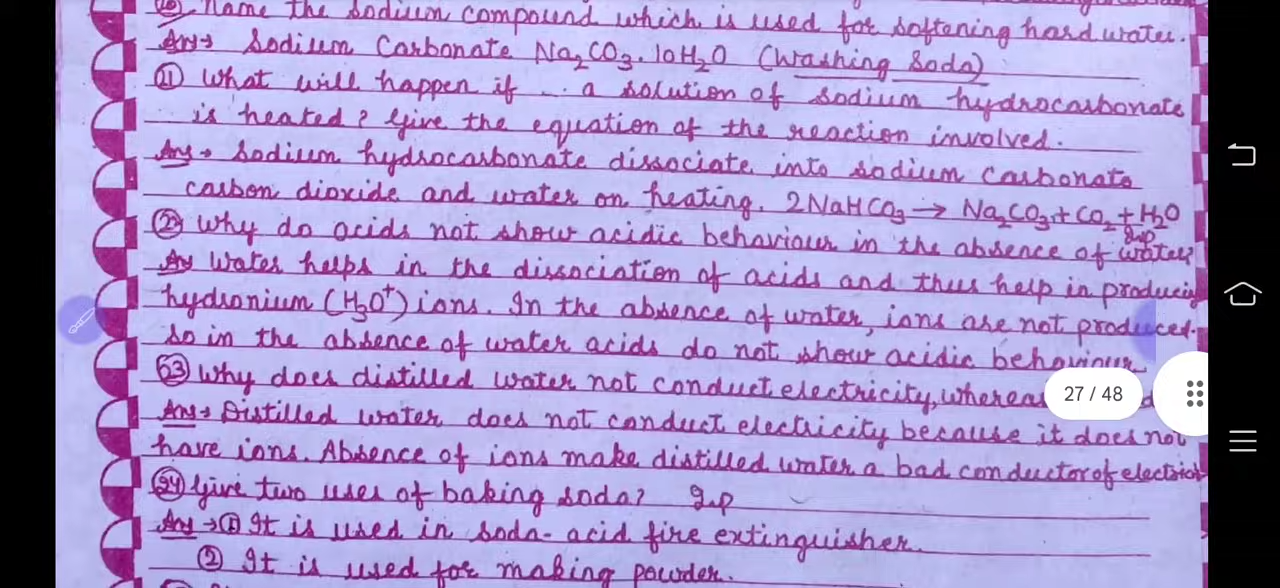 Name the sodium compound which is used for softening hard water.
Ans→ Sodium Carbonate Na₂CO₃.10H₂O (Washing Soda)
(11) What will happen if ... a solution of sodium hydrocarbonate
is heated? Give the equation of the reaction involved.
Ans→ Sodium hydrocarbonate dissociate into sodium carbonate
carbon dioxide and water on heating. 2NaHCO₃ → Na₂CO₃+CO₂+H₂O
Imp
Why do acids not show acidic behaviour in the absence of water?
Ans Water helps in the dissociation of acids and thus help in producing
hydronium (H₃O⁺) ions. In the absence of water, ions are not produced.
So in the absence of water acids do not show acidic behaviour.
Why does distilled water not conduct electricity, whereas
27 / 48
Ans→ Distilled water does not conduct electricity because it does not
have ions. Absence of ions make distilled water a bad conductor of
(24) Give two uses of baking soda? Imp
Ans→① It is used in soda-acid fire extinguisher.
② It is used for making powder.